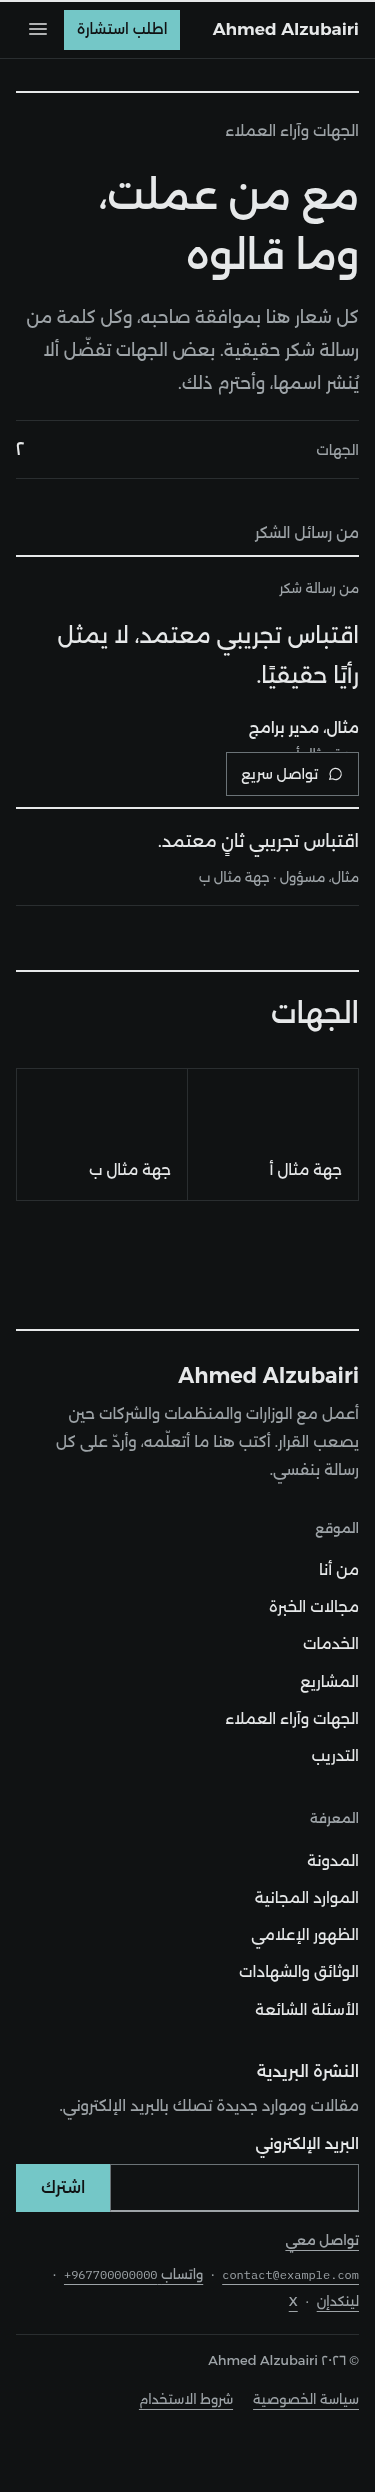 Ahmed Alzubairi
اطلب استشارة
الجهات وآراء العملاء
مع من عملت،
وما قالوه
كل شعار هنا بموافقة صاحبه، وكل كلمة من
رسالة شكر حقيقية. بعض الجهات تفضّل ألا
يُنشر اسمها، وأحترم ذلك.
الجهات
٢
من رسائل الشكر
من رسالة شكر
اقتباس تجريبي معتمد، لا يمثل
رأيًا حقيقيًا.
مثال، مدير برامج
تواصل سريع
اقتباس تجريبي ثانٍ معتمد.
مثال، مسؤول · جهة مثال ب
الجهات
جهة مثال أ
جهة مثال ب
Ahmed Alzubairi
أعمل مع الوزارات والمنظمات والشركات حين
يصعب القرار. أكتب هنا ما أتعلّمه، وأردّ على كل
رسالة بنفسي.
الموقع
من أنا
مجالات الخبرة
الخدمات
المشاريع
الجهات وآراء العملاء
التدريب
المعرفة
المدونة
الموارد المجانية
الظهور الإعلامي
الوثائق والشهادات
الأسئلة الشائعة
النشرة البريدية
مقالات وموارد جديدة تصلك بالبريد الإلكتروني.
البريد الإلكتروني
اشترك
تواصل معي
contact@example.com · واتساب +967700000000 ·
لينكدإن · X
© ٢٠٢٦ Ahmed Alzubairi
سياسة الخصوصية
شروط الاستخدام